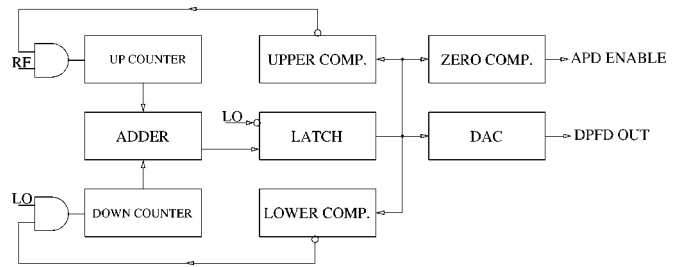 RF
UP COUNTER
UPPER COMP.
ZERO COMP.
APD ENABLE
ADDER
LO
LATCH
DAC
DPFD OUT
LO
DOWN COUNTER
LOWER COMP.